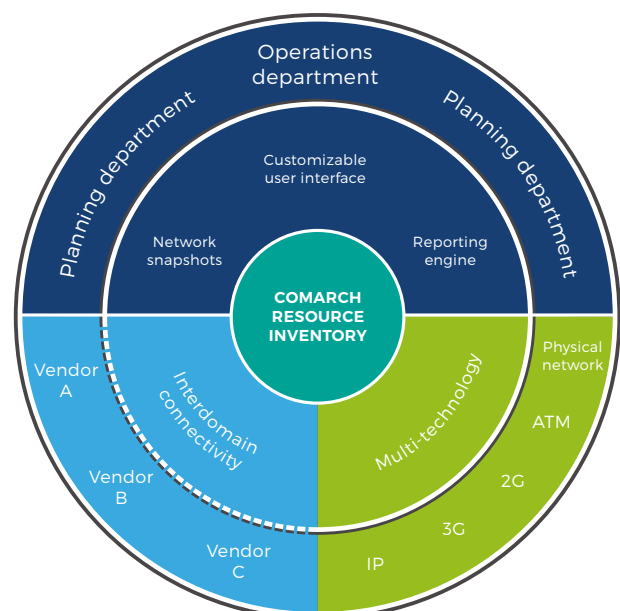 Operations
department
Planning department
Planning department
Customizable
user interface
Network
snapshots
Reporting
engine
COMARCH
RESOURCE
INVENTORY
Interdomain
connectivity
Multi-technology
Vendor
A
Vendor
B
Vendor
C
Physical
network
ATM
2G
3G
IP